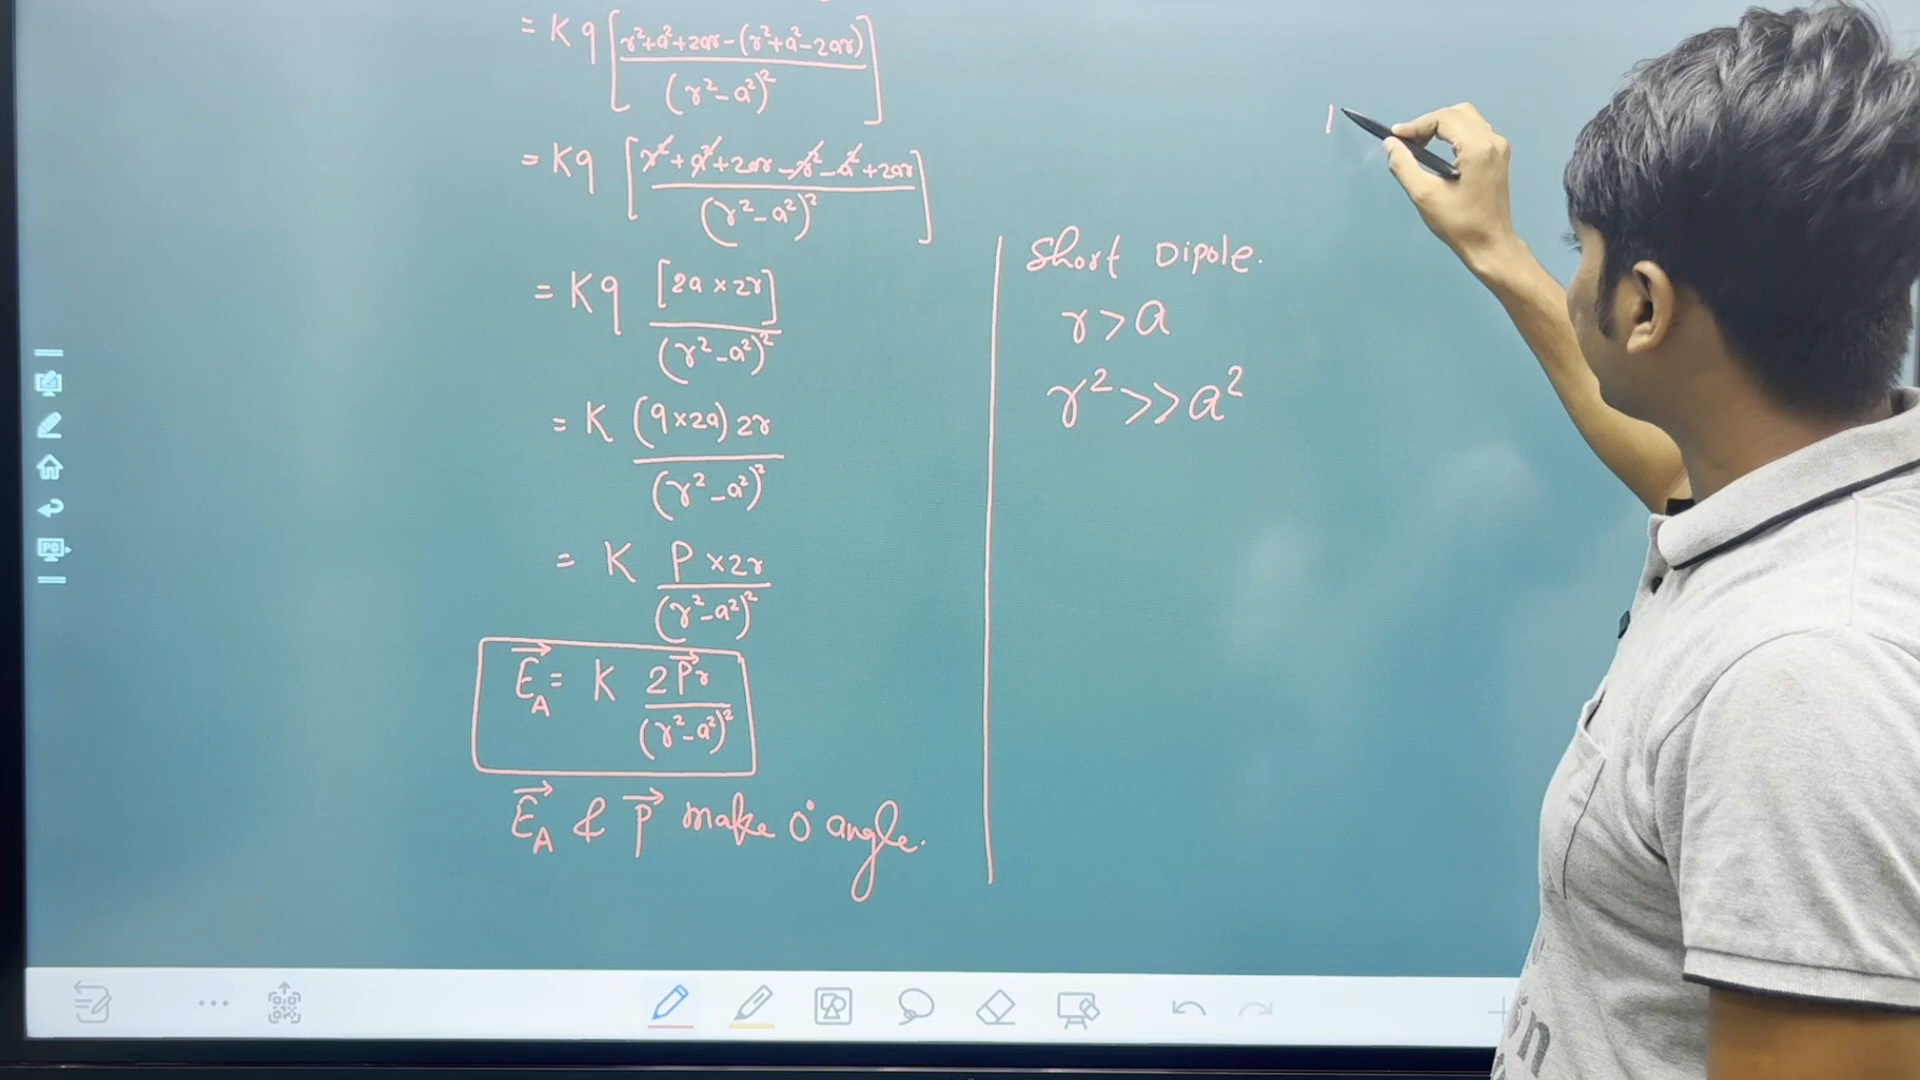 = Kq [r²+a²+2ar-(r²+a²-2ar) / (r²-a²)²]
= Kq [r²+a²+2ar-r²-a²+2ar / (r²-a²)²]
= Kq [2a×2r] / (r²-a²)²
= K (q×2a) 2r / (r²-a²)²
= K P×2r / (r²-a²)²
E⃗_A = K 2P⃗r / (r²-a²)²
E⃗_A & P⃗ make 0° angle.
Short Dipole.
r > a
r² >> a²